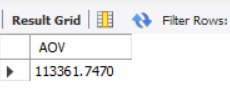 Result Grid Filter Rows:
AOV
113361.7470